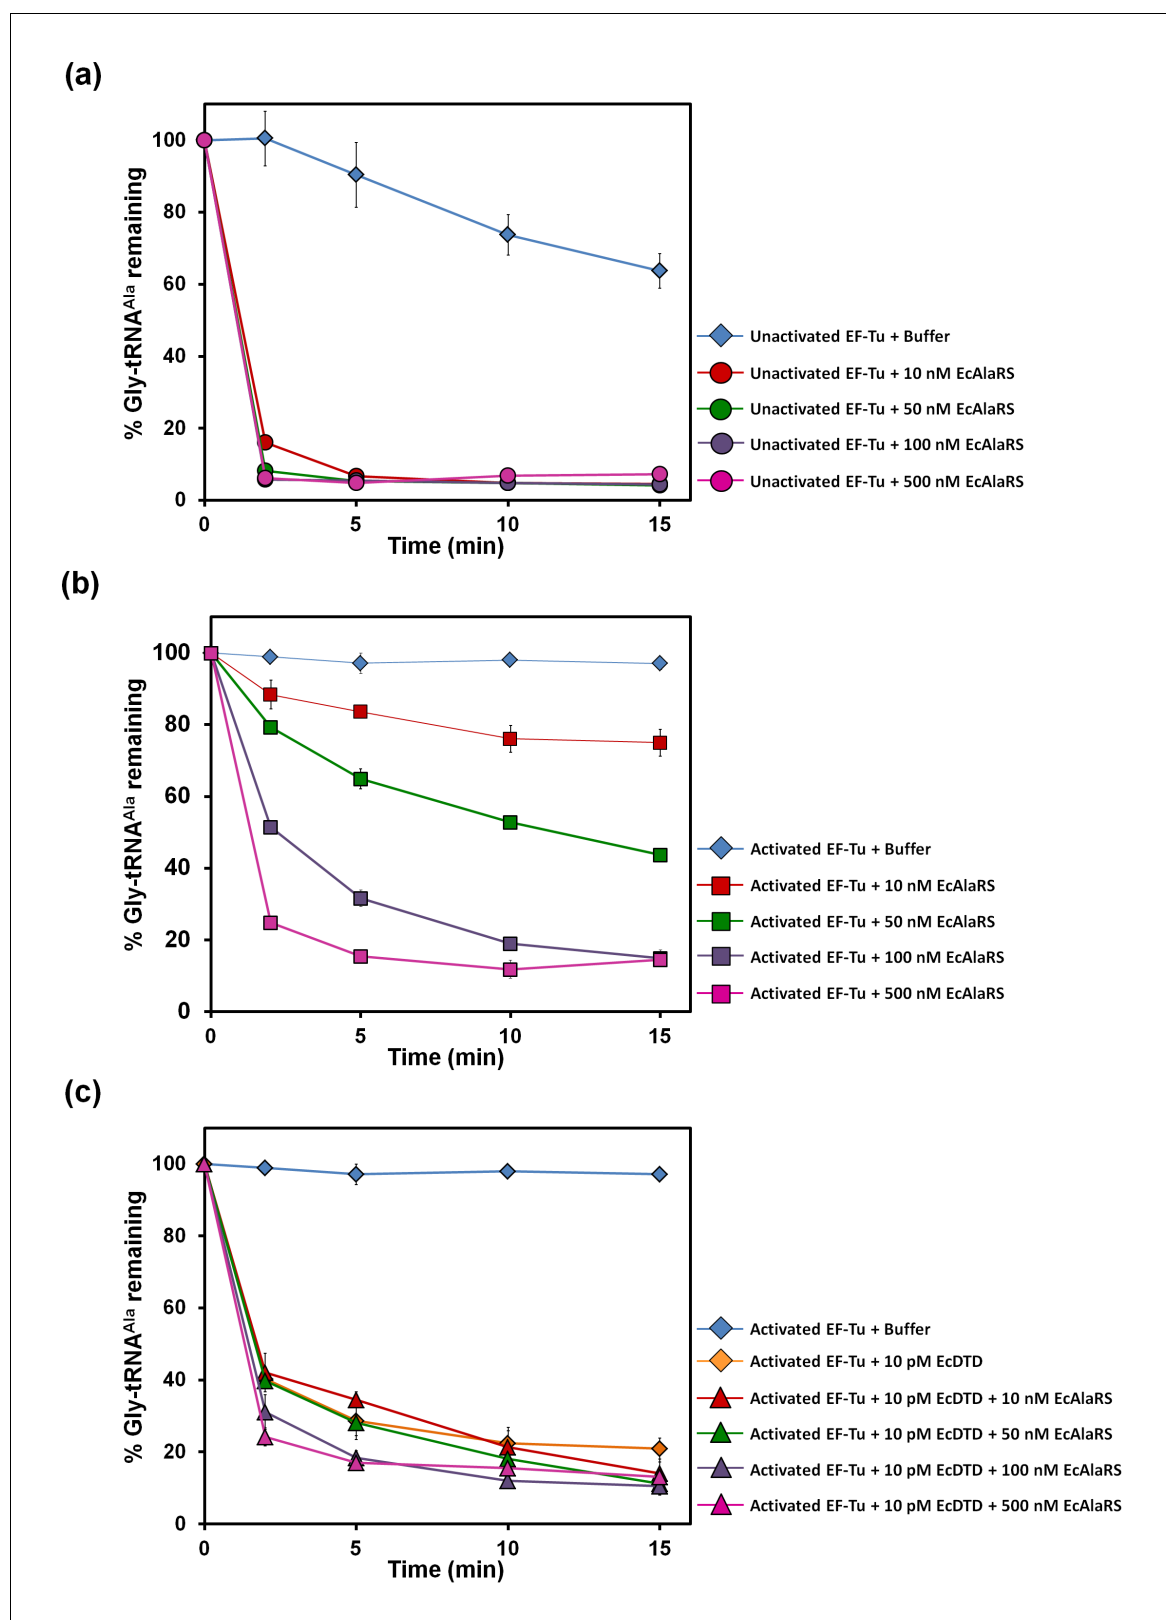 (a)
% Gly-tRNAAla remaining
100
80
60
40
20
0
0 5 10 15
Time (min)
Unactivated EF-Tu + Buffer
Unactivated EF-Tu + 10 nM EcAlaRS
Unactivated EF-Tu + 50 nM EcAlaRS
Unactivated EF-Tu + 100 nM EcAlaRS
Unactivated EF-Tu + 500 nM EcAlaRS
(b)
% Gly-tRNAAla remaining
100
80
60
40
20
0
0 5 10 15
Time (min)
Activated EF-Tu + Buffer
Activated EF-Tu + 10 nM EcAlaRS
Activated EF-Tu + 50 nM EcAlaRS
Activated EF-Tu + 100 nM EcAlaRS
Activated EF-Tu + 500 nM EcAlaRS
(c)
% Gly-tRNAAla remaining
100
80
60
40
20
0
0 5 10 15
Time (min)
Activated EF-Tu + Buffer
Activated EF-Tu + 10 pM EcDTD
Activated EF-Tu + 10 pM EcDTD + 10 nM EcAlaRS
Activated EF-Tu + 10 pM EcDTD + 50 nM EcAlaRS
Activated EF-Tu + 10 pM EcDTD + 100 nM EcAlaRS
Activated EF-Tu + 10 pM EcDTD + 500 nM EcAlaRS